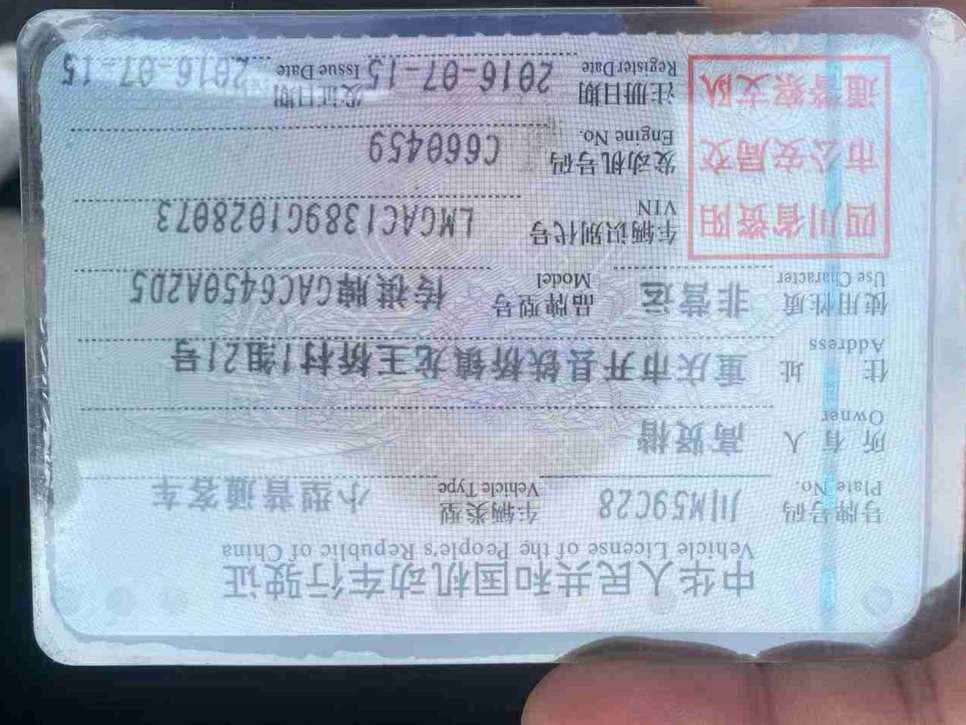 中华人民共和国机动车行驶证
Vehicle License of the People's Republic of China
号牌号码 Plate No. 川M59C28 车辆类型 Vehicle Type 小型普通客车
所有人 Owner 高贤楷
住址 Address 重庆市开县铁桥镇龙王桥村1组21号
使用性质 Use Character 非营运 品牌型号 Model 传祺牌GAC6450A2D5
车辆识别代号 VIN LMGAC1389G1028073
发动机号码 Engine No. C660459
注册日期 Register Date 2016-07-15 发证日期 Issue Date 2016-07-15
四川省资阳
市公安局交
通警察支队